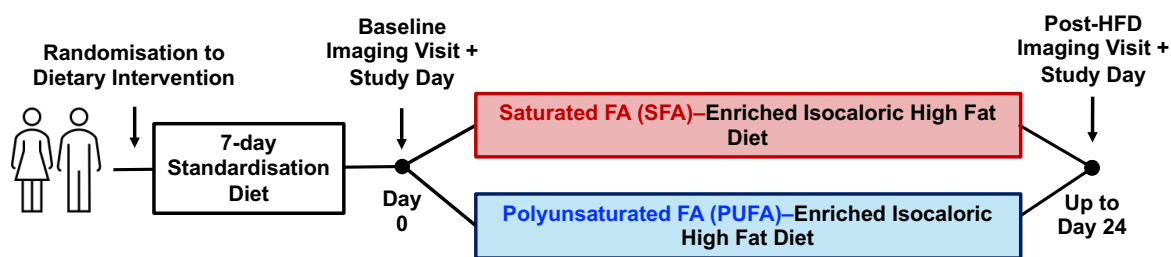 Randomisation to
Dietary Intervention
7-day
Standardisation
Diet
Baseline
Imaging Visit +
Study Day
Day
0
Saturated FA (SFA)–Enriched Isocaloric High Fat
Diet
Polyunsaturated FA (PUFA)–Enriched Isocaloric
High Fat Diet
Post-HFD
Imaging Visit +
Study Day
Up to
Day 24